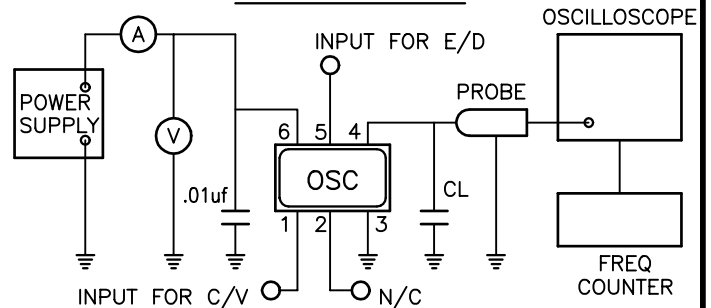 OSCILLOSCOPE
A
INPUT FOR E/D
PROBE
POWER
SUPPLY
V
6 5 4
OSC
.01uf
CL
1 2 3
INPUT FOR C/V
N/C
FREQ
COUNTER